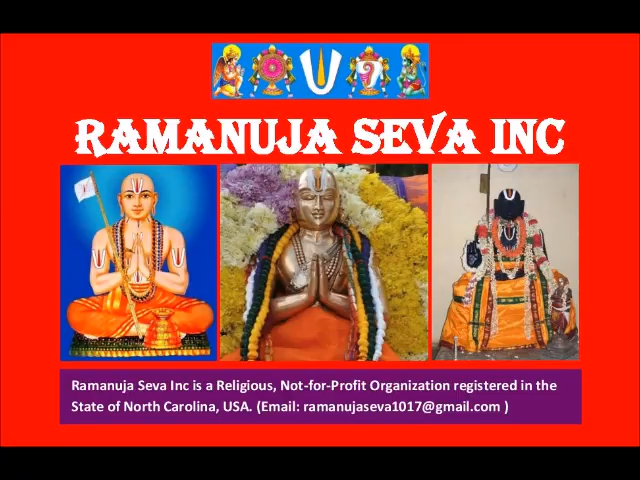 RAMANUJA SEVA INC
Ramanuja Seva Inc is a Religious, Not-for-Profit Organization registered in the
State of North Carolina, USA. (Email: ramanujaseva1017@gmail.com )